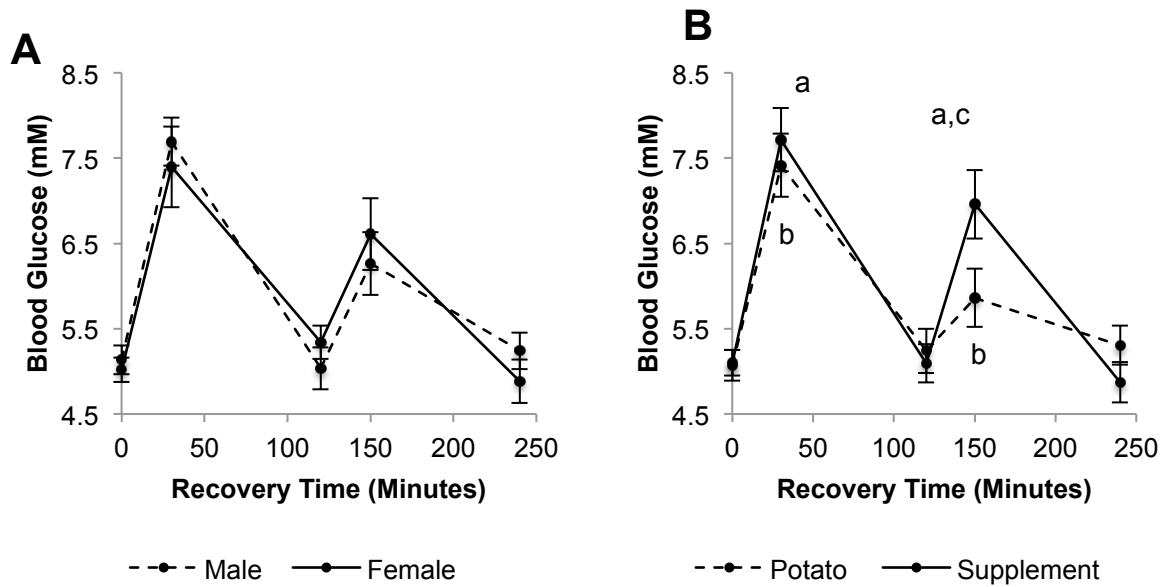 A
Blood Glucose (mM)
8.5
7.5
6.5
5.5
4.5
0 50 100 150 200 250
Recovery Time (Minutes)
Male Female
B
Blood Glucose (mM)
8.5
7.5
6.5
5.5
4.5
a
a,c
b
b
0 50 100 150 200 250
Recovery Time (Minutes)
Potato Supplement